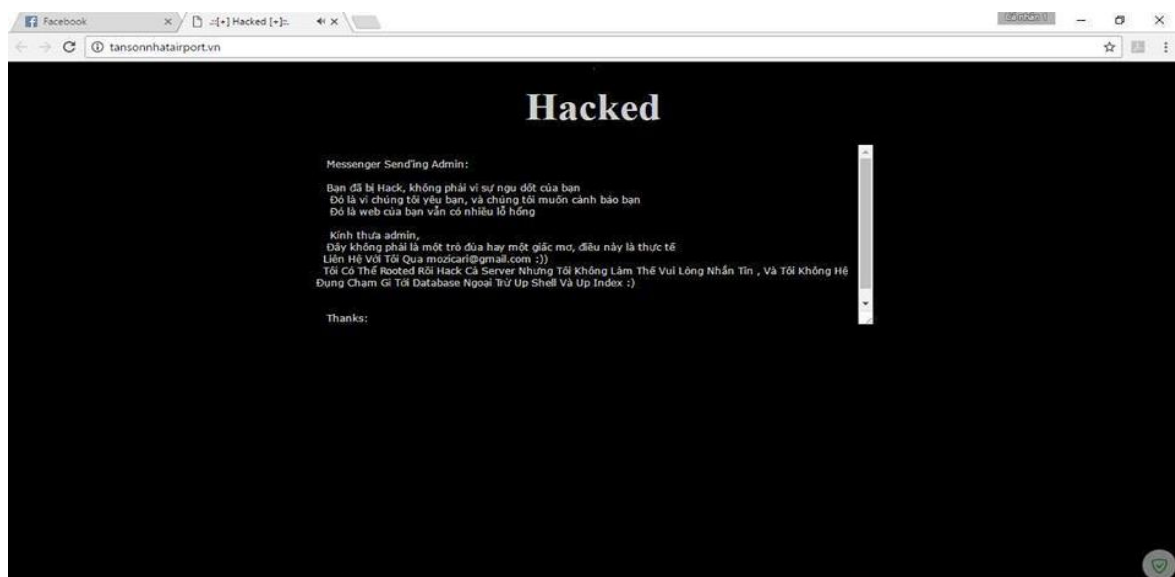 Facebook
.::[+] Hacked [+]::.
tansonnhatairport.vn
Hacked
Messenger Send'ing Admin:
Bạn đã bị Hack, không phải vì sự ngu dốt của bạn
Đó là vì chúng tôi yêu bạn, và chúng tôi muốn cảnh báo bạn
Đó là web của bạn vẫn có nhiều lỗ hổng
Kính thưa admin,
Đây không phải là một trò đùa hay một giấc mơ, điều này là thực tế
Liên Hệ Với Tôi Qua mozicari@gmail.com :))
Tôi Có Thể Rooted Rồi Hack Cả Server Nhưng Tôi Không Làm Thế Vui Lòng Nhắn Tin , Và Tôi Không Hề
Đụng Chạm Gì Tới Database Ngoại Trừ Up Shell Và Up Index :)
Thanks: